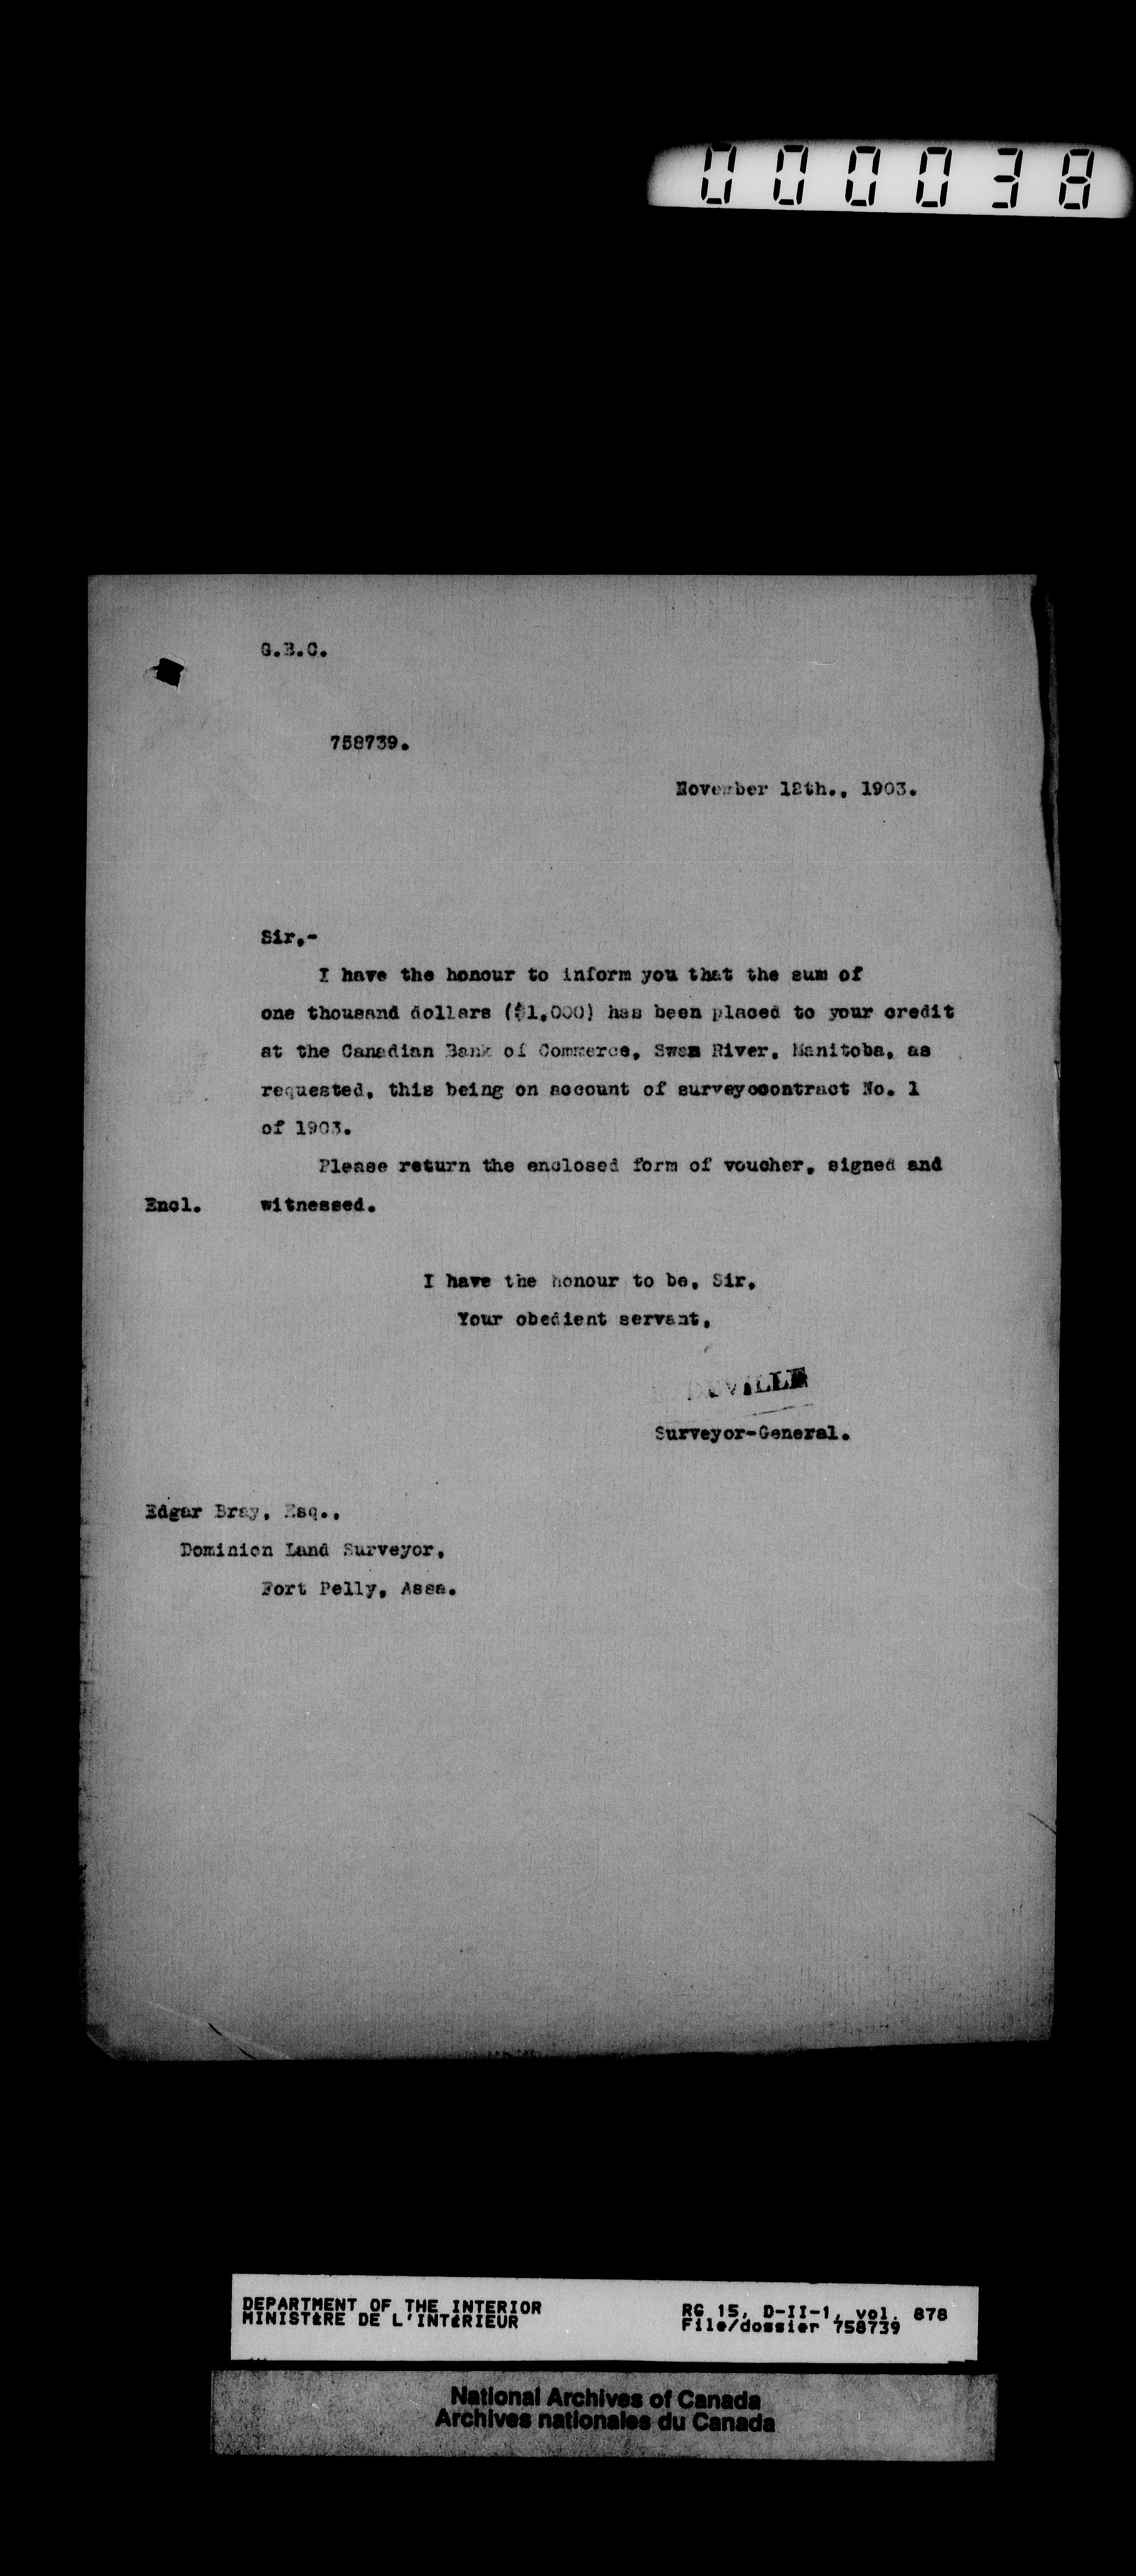 000038
G.B.C.
758739.
November 12th., 1903.
Sir,-
I have the honour to inform you that the sum of
one thousand dollars ($1,000) has been placed to your credit
at the Canadian Bank of Commerce, Swan River, Manitoba, as
requested, this being on account of surveycoontract No. 1
of 1903.
Please return the enclosed form of voucher, signed and
Encl. witnessed.
I have the honour to be, Sir,
Your obedient servant,
DEVILLE
Surveyor-General.
Edgar Bray, Esq.,
Dominion Land Surveyor,
Fort Pelly, Assa.
DEPARTMENT OF THE INTERIOR RG 15, D-II-1, vol. 878
MINISTÈRE DE L'INTÉRIEUR File/dossier 758739
National Archives of Canada
Archives nationales du Canada